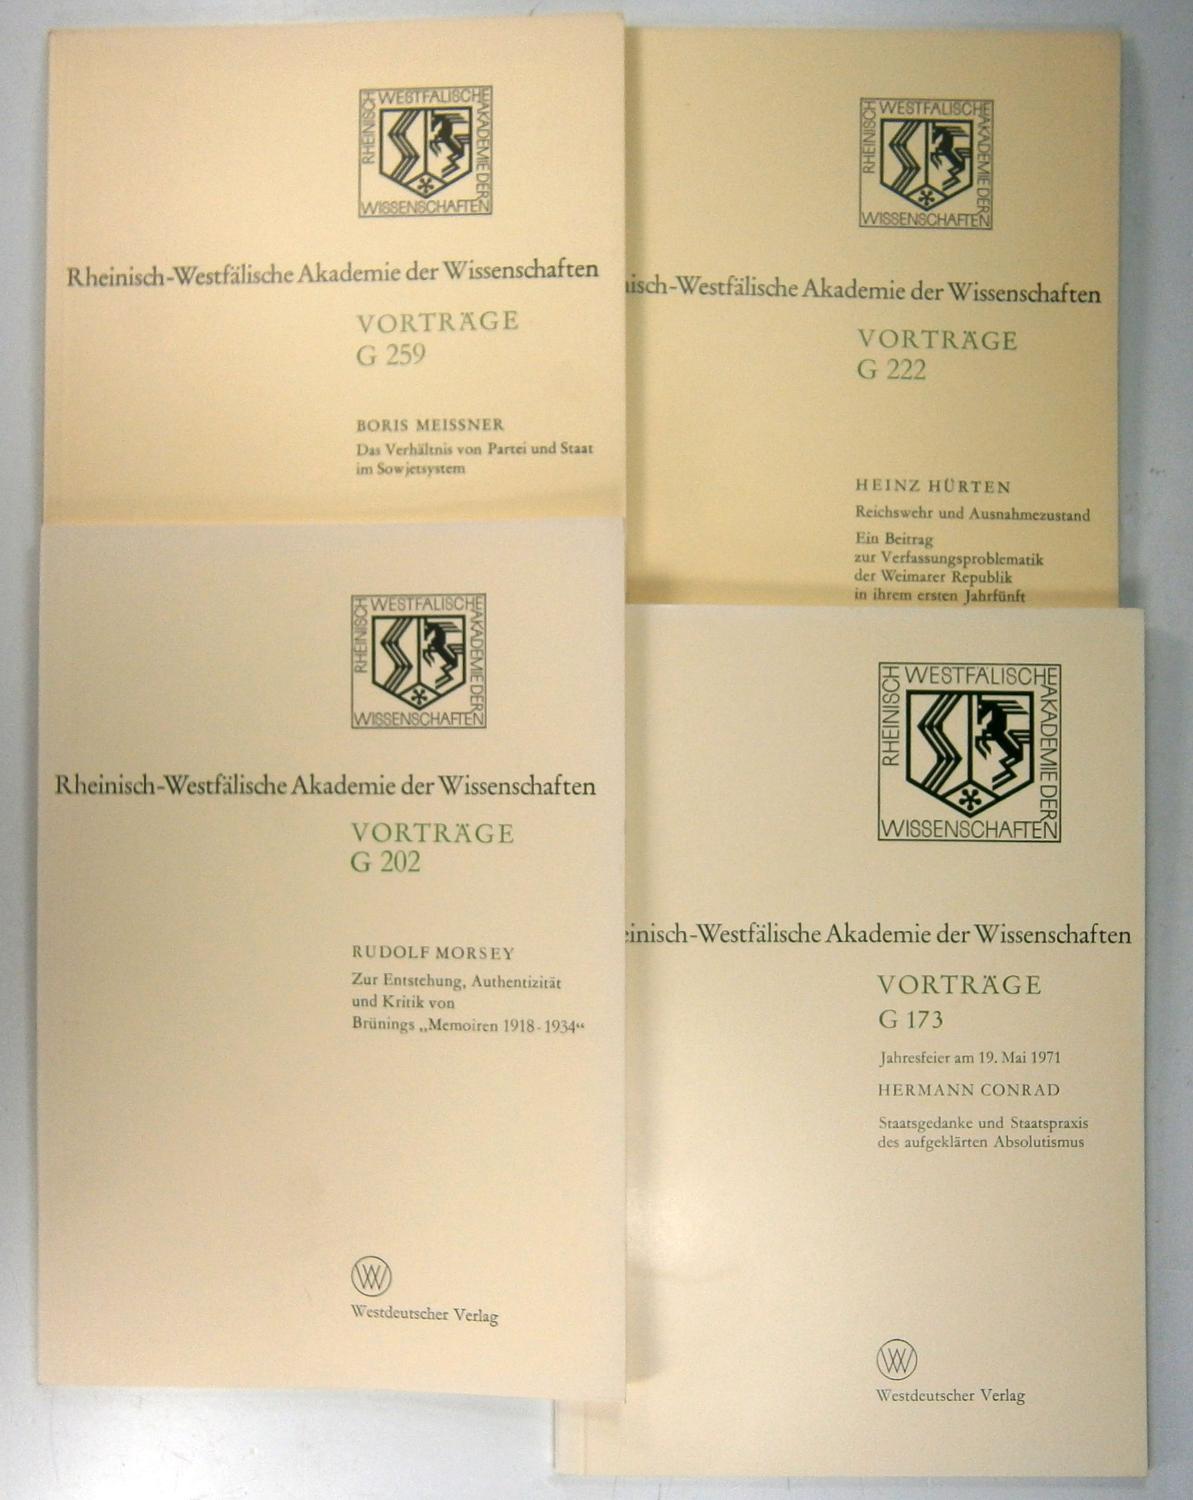 RHEINISCH
WESTFÄLISCHE
AKADEMIE DER
WISSENSCHAFTEN
Rheinisch-Westfälische Akademie der Wissenschaften
VORTRÄGE
G 259
BORIS MEISSNER
Das Verhältnis von Partei und Staat
im Sowjetsystem
RHEINISCH
WESTFÄLISCHE
AKADEMIE DER
WISSENSCHAFTEN
isch-Westfälische Akademie der Wissenschaften
VORTRÄGE
G 222
HEINZ HÜRTEN
Reichswehr und Ausnahmezustand
Ein Beitrag
zur Verfassungsproblematik
der Weimarer Republik
in ihrem ersten Jahrfünft
RHEINISCH
WESTFÄLISCHE
AKADEMIE DER
WISSENSCHAFTEN
Rheinisch-Westfälische Akademie der Wissenschaften
VORTRÄGE
G 202
RUDOLF MORSEY
Zur Entstehung, Authentizität
und Kritik von
Brünings „Memoiren 1918-1934“
Westdeutscher Verlag
RHEINISCH
WESTFÄLISCHE
AKADEMIE DER
WISSENSCHAFTEN
einisch-Westfälische Akademie der Wissenschaften
VORTRÄGE
G 173
Jahresfeier am 19. Mai 1971
HERMANN CONRAD
Staatsgedanke und Staatspraxis
des aufgeklärten Absolutismus
Westdeutscher Verlag